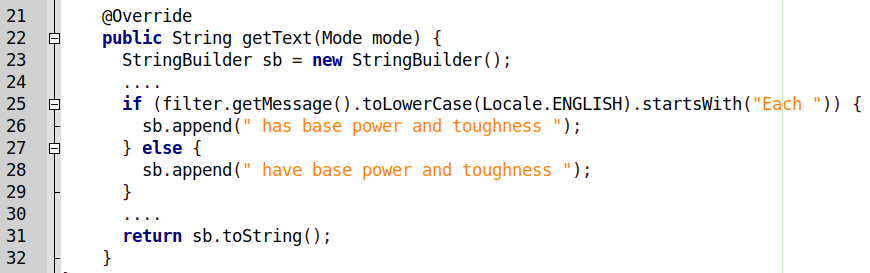 21 @Override
22 public String getText(Mode mode) {
23 StringBuilder sb = new StringBuilder();
24 ....
25 if (filter.getMessage().toLowerCase(Locale.ENGLISH).startsWith("Each ")) {
26 sb.append(" has base power and toughness ");
27 } else {
28 sb.append(" have base power and toughness ");
29 }
30 ....
31 return sb.toString();
32 }